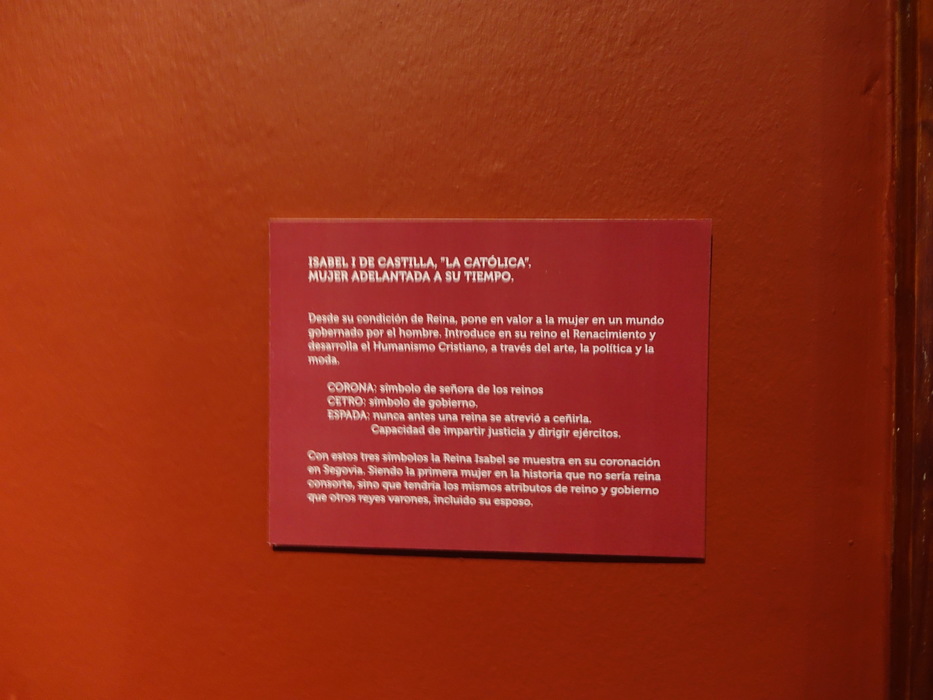 ISABEL I DE CASTILLA, "LA CATÓLICA".
MUJER ADELANTADA A SU TIEMPO.
Desde su condición de Reina, pone en valor a la mujer en un mundo
gobernado por el hombre. Introduce en su reino el Renacimiento y
desarrolla el Humanismo Cristiano, a través del arte, la política y la
moda.
CORONA: símbolo de señora de los reinos
CETRO: símbolo de gobierno.
ESPADA: nunca antes una reina se atrevió a ceñirla.
Capacidad de impartir justicia y dirigir ejércitos.
Con estos tres símbolos la Reina Isabel se muestra en su coronación
en Segovia. Siendo la primera mujer en la historia que no sería reina
consorte, sino que tendría los mismos atributos de reino y gobierno
que otros reyes varones, incluido su esposo.